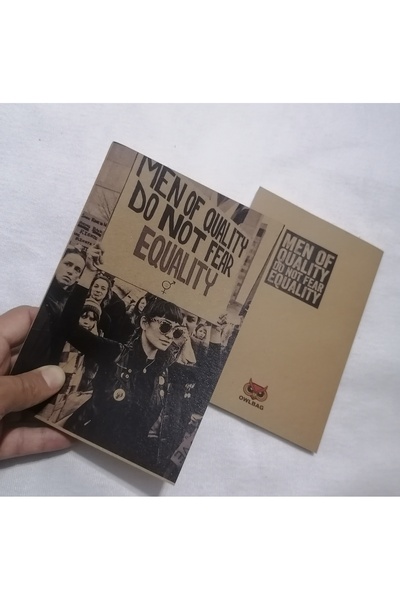 MEN OF QUALITY
DO NOT FEAR
EQUALITY
MEN OF
QUALITY
DO NOT FEAR
EQUALITY
OWLBAG